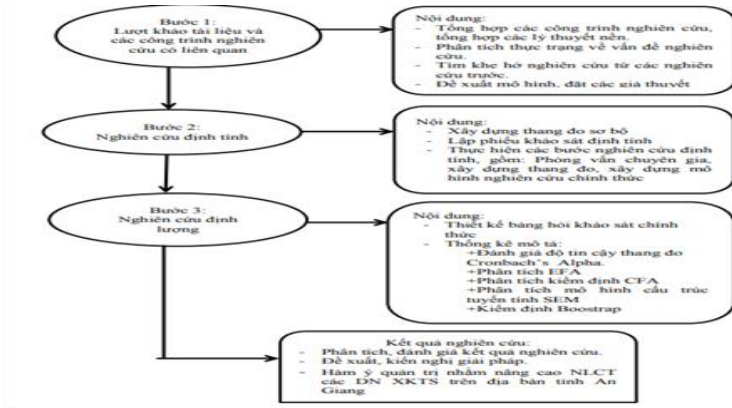 Bước 1:
Lượt khảo tài liệu và
các công trình nghiên
cứu có liên quan
Nội dung:
- Tổng hợp các công trình nghiên cứu,
tổng hợp các lý thuyết nền.
- Phân tích thực trạng về vấn đề nghiên
cứu.
- Tìm khe hở nghiên cứu từ các nghiên
cứu trước.
- Đề xuất mô hình, đặt các giả thuyết
Bước 2:
Nghiên cứu định tính
Nội dung:
- Xây dựng thang đo sơ bộ
- Lập phiếu khảo sát định tính
- Thực hiện các bước nghiên cứu định
tính, gồm: Phỏng vấn chuyên gia,
xây dựng thang đo, xây dựng mô
hình nghiên cứu chính thức
Bước 3:
Nghiên cứu định
lượng
Nội dung:
- Thiết kế bảng hỏi khảo sát chính
thức
- Thống kê mô tả:
+Đánh giá độ tin cậy thang đo
Cronbach's Alpha.
+Phân tích EFA
+Phân tích kiểm định CFA
+Phân tích mô hình cấu trúc
tuyến tính SEM
+Kiểm định Boostrap
Kết quả nghiên cứu:
- Phân tích, đánh giá kết quả nghiên cứu.
- Đề xuất, kiến nghị giải pháp.
- Hàm ý quản trị nhằm nâng cao NLCT
các DN XKTS trên địa bàn tỉnh An
Giang